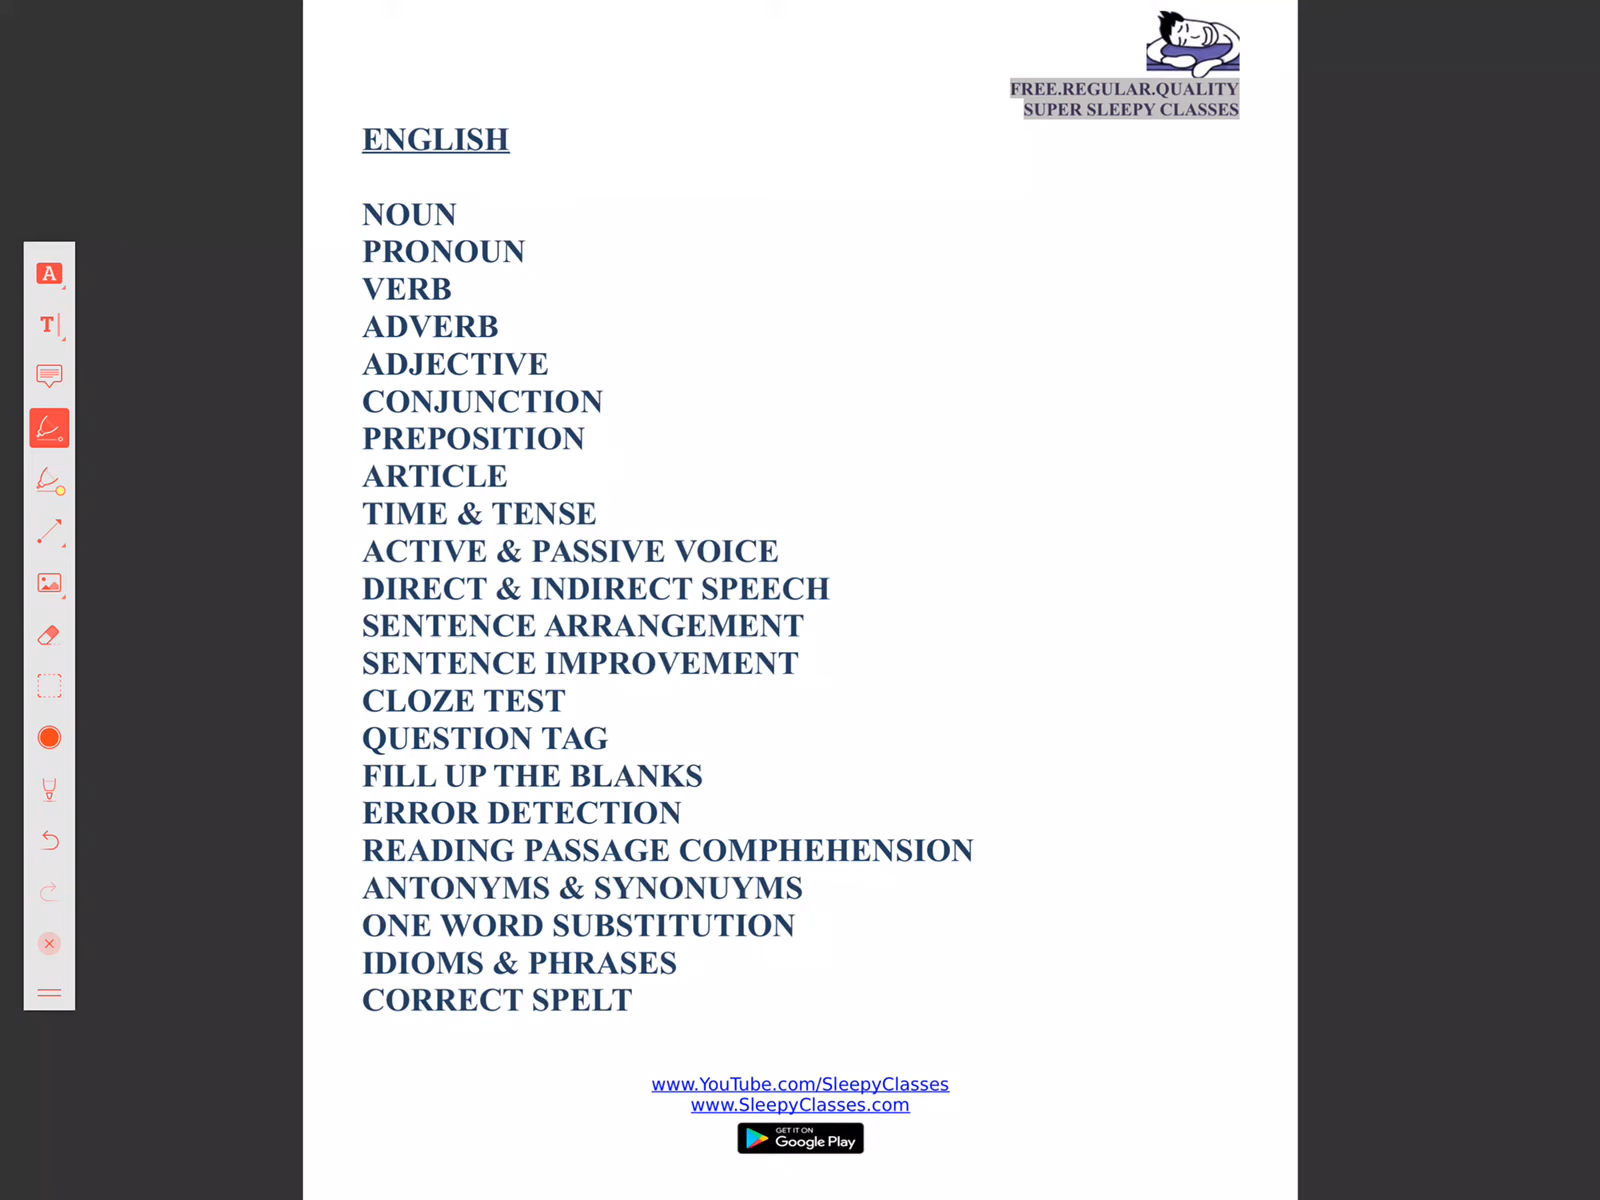 FREE.REGULAR.QUALITY
SUPER SLEEPY CLASSES
ENGLISH
NOUN
PRONOUN
VERB
ADVERB
ADJECTIVE
CONJUNCTION
PREPOSITION
ARTICLE
TIME & TENSE
ACTIVE & PASSIVE VOICE
DIRECT & INDIRECT SPEECH
SENTENCE ARRANGEMENT
SENTENCE IMPROVEMENT
CLOZE TEST
QUESTION TAG
FILL UP THE BLANKS
ERROR DETECTION
READING PASSAGE COMPHEHENSION
ANTONYMS & SYNONUYMS
ONE WORD SUBSTITUTION
IDIOMS & PHRASES
CORRECT SPELT
www.YouTube.com/SleepyClasses
www.SleepyClasses.com
GET IT ON
Google Play
A
T